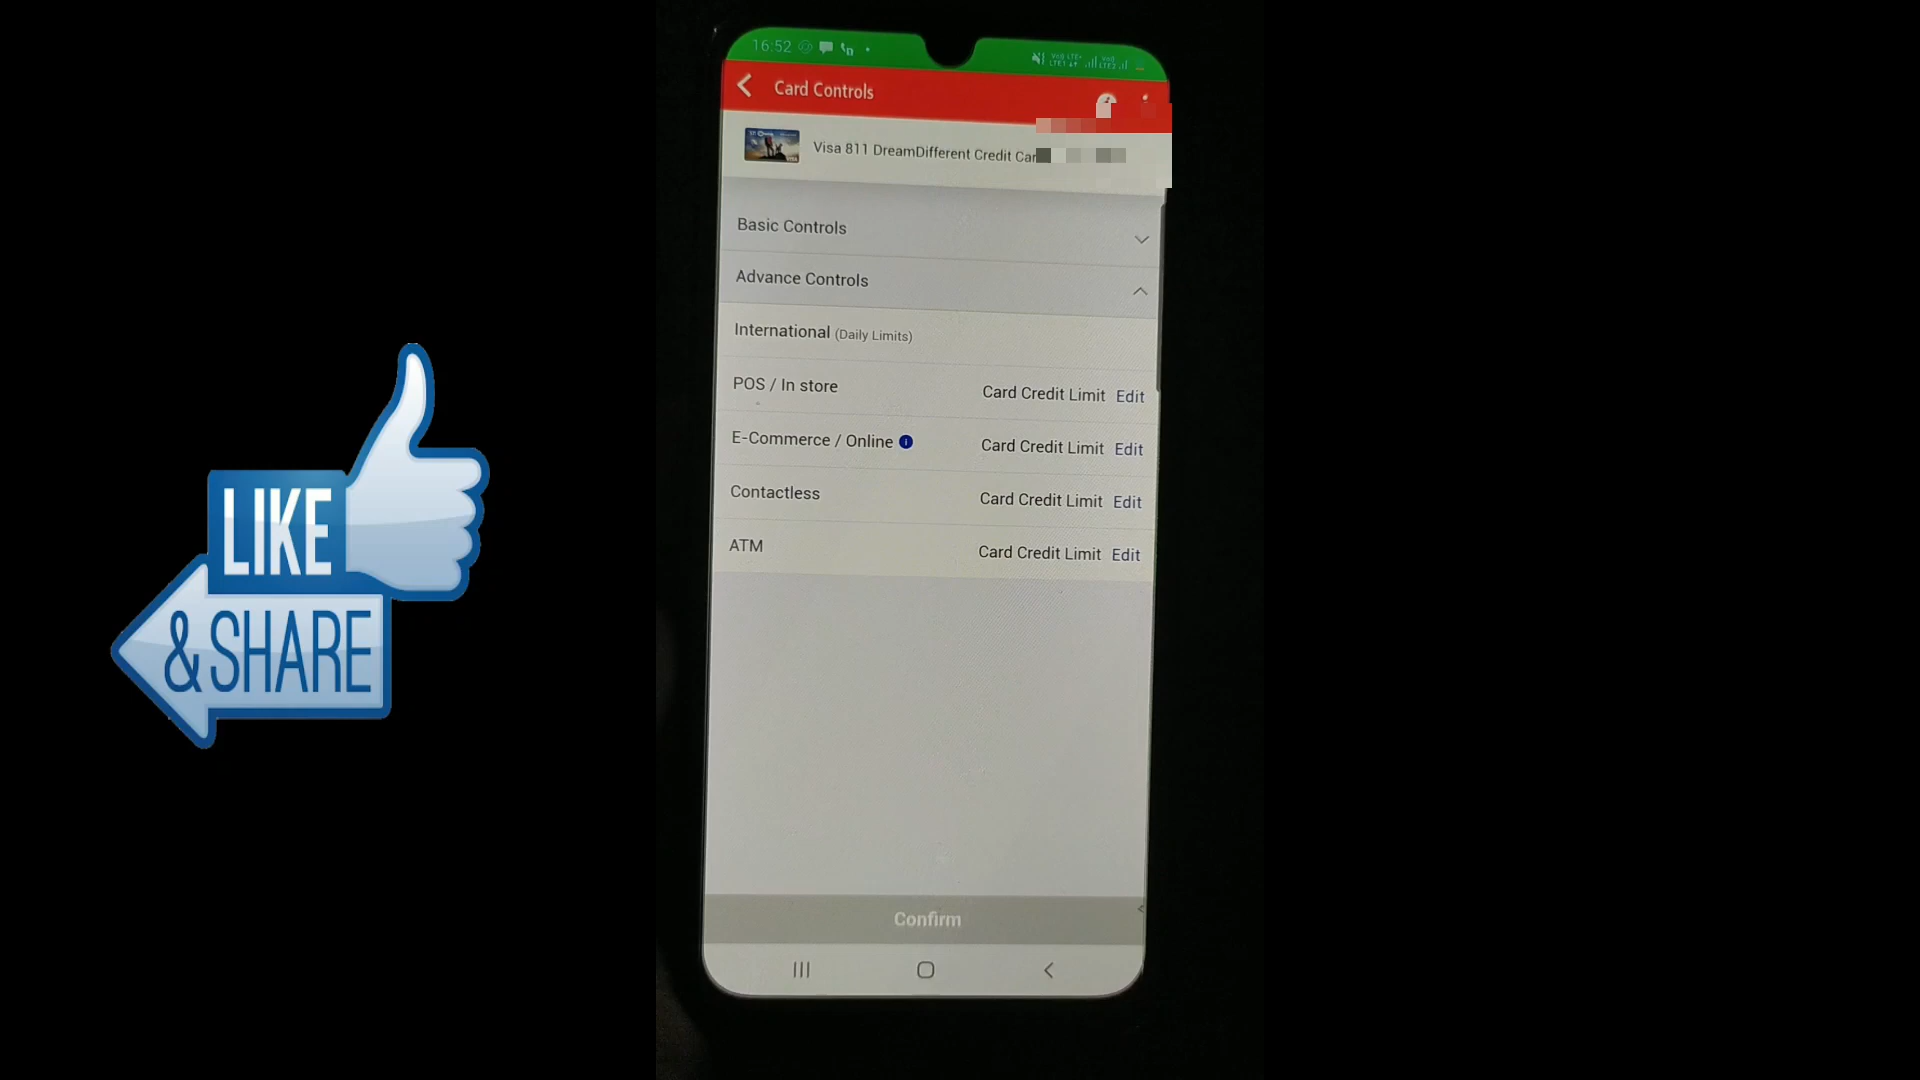 16:52
Card Controls
Visa 811 DreamDifferent Credit Car
Basic Controls
Advance Controls
International (Daily Limits)
POS / In store Card Credit Limit Edit
E-Commerce / Online Card Credit Limit Edit
Contactless Card Credit Limit Edit
ATM Card Credit Limit Edit
Confirm
LIKE
& SHARE